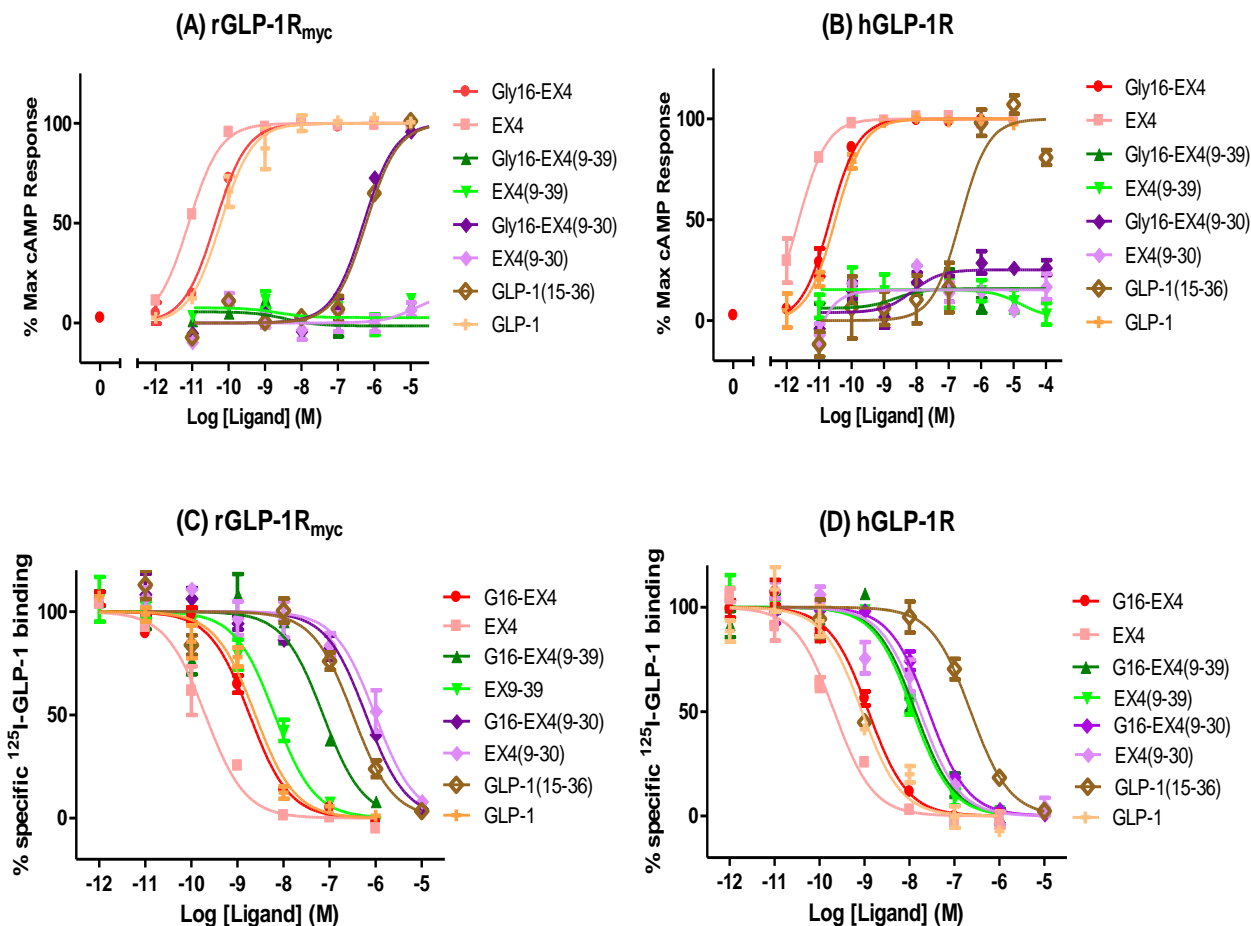 (A) rGLP-1Rmyc
% Max cAMP Response
100
50
0
0
-12 -11 -10 -9 -8 -7 -6 -5
Log [Ligand] (M)
Gly16-EX4
EX4
Gly16-EX4(9-39)
EX4(9-39)
Gly16-EX4(9-30)
EX4(9-30)
GLP-1(15-36)
GLP-1
(B) hGLP-1R
% Max cAMP Response
100
50
0
0
-12 -11 -10 -9 -8 -7 -6 -5 -4
Log [Ligand] (M)
Gly16-EX4
EX4
Gly16-EX4(9-39)
EX4(9-39)
Gly16-EX4(9-30)
EX4(9-30)
GLP-1(15-36)
GLP-1
(C) rGLP-1Rmyc
% specific ¹²⁵I-GLP-1 binding
100
50
0
-12 -11 -10 -9 -8 -7 -6 -5
Log [Ligand] (M)
G16-EX4
EX4
G16-EX4(9-39)
EX9-39
G16-EX4(9-30)
EX4(9-30)
GLP-1(15-36)
GLP-1
(D) hGLP-1R
% specific ¹²⁵I-GLP-1 binding
100
50
0
-12 -11 -10 -9 -8 -7 -6 -5
Log [Ligand] (M)
G16-EX4
EX4
G16-EX4(9-39)
EX4(9-39)
G16-EX4(9-30)
EX4(9-30)
GLP-1(15-36)
GLP-1